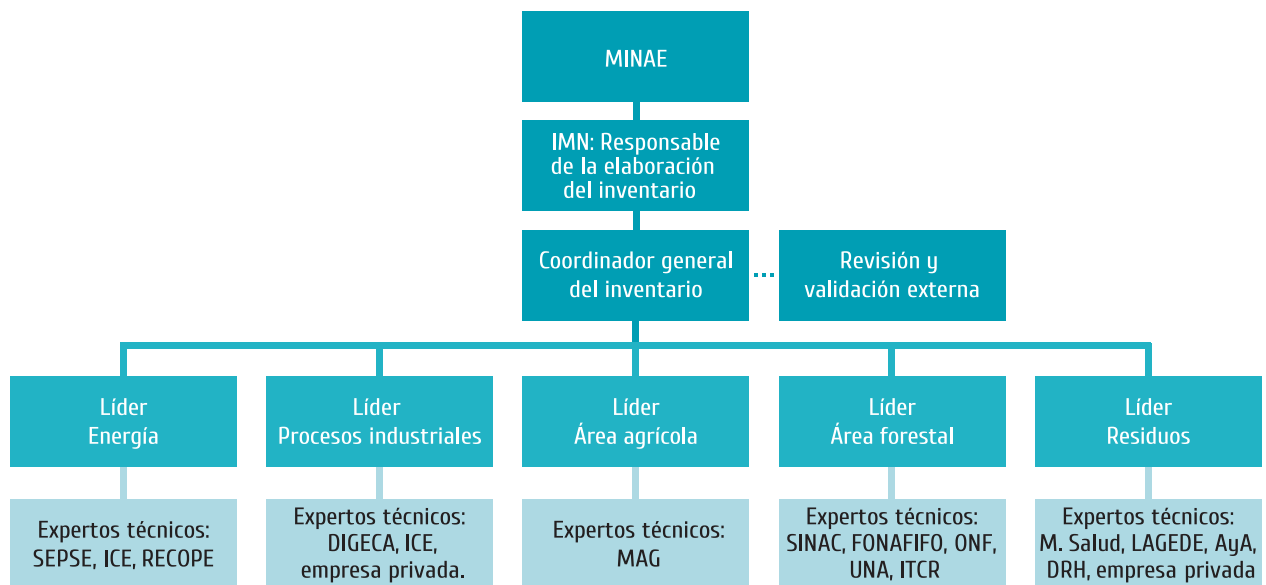 MINAE
IMN: Responsable
de la elaboración
del inventario
Coordinador general
del inventario
Revisión y
validación externa
Líder
Energía
Líder
Procesos industriales
Líder
Área agrícola
Líder
Área forestal
Líder
Residuos
Expertos técnicos:
SEPSE, ICE, RECOPE
Expertos técnicos:
DIGECA, ICE,
empresa privada.
Expertos técnicos:
MAG
Expertos técnicos:
SINAC, FONAFIFO, ONF,
UNA, ITCR
Expertos técnicos:
M. Salud, LAGEDE, AyA,
DRH, empresa privada